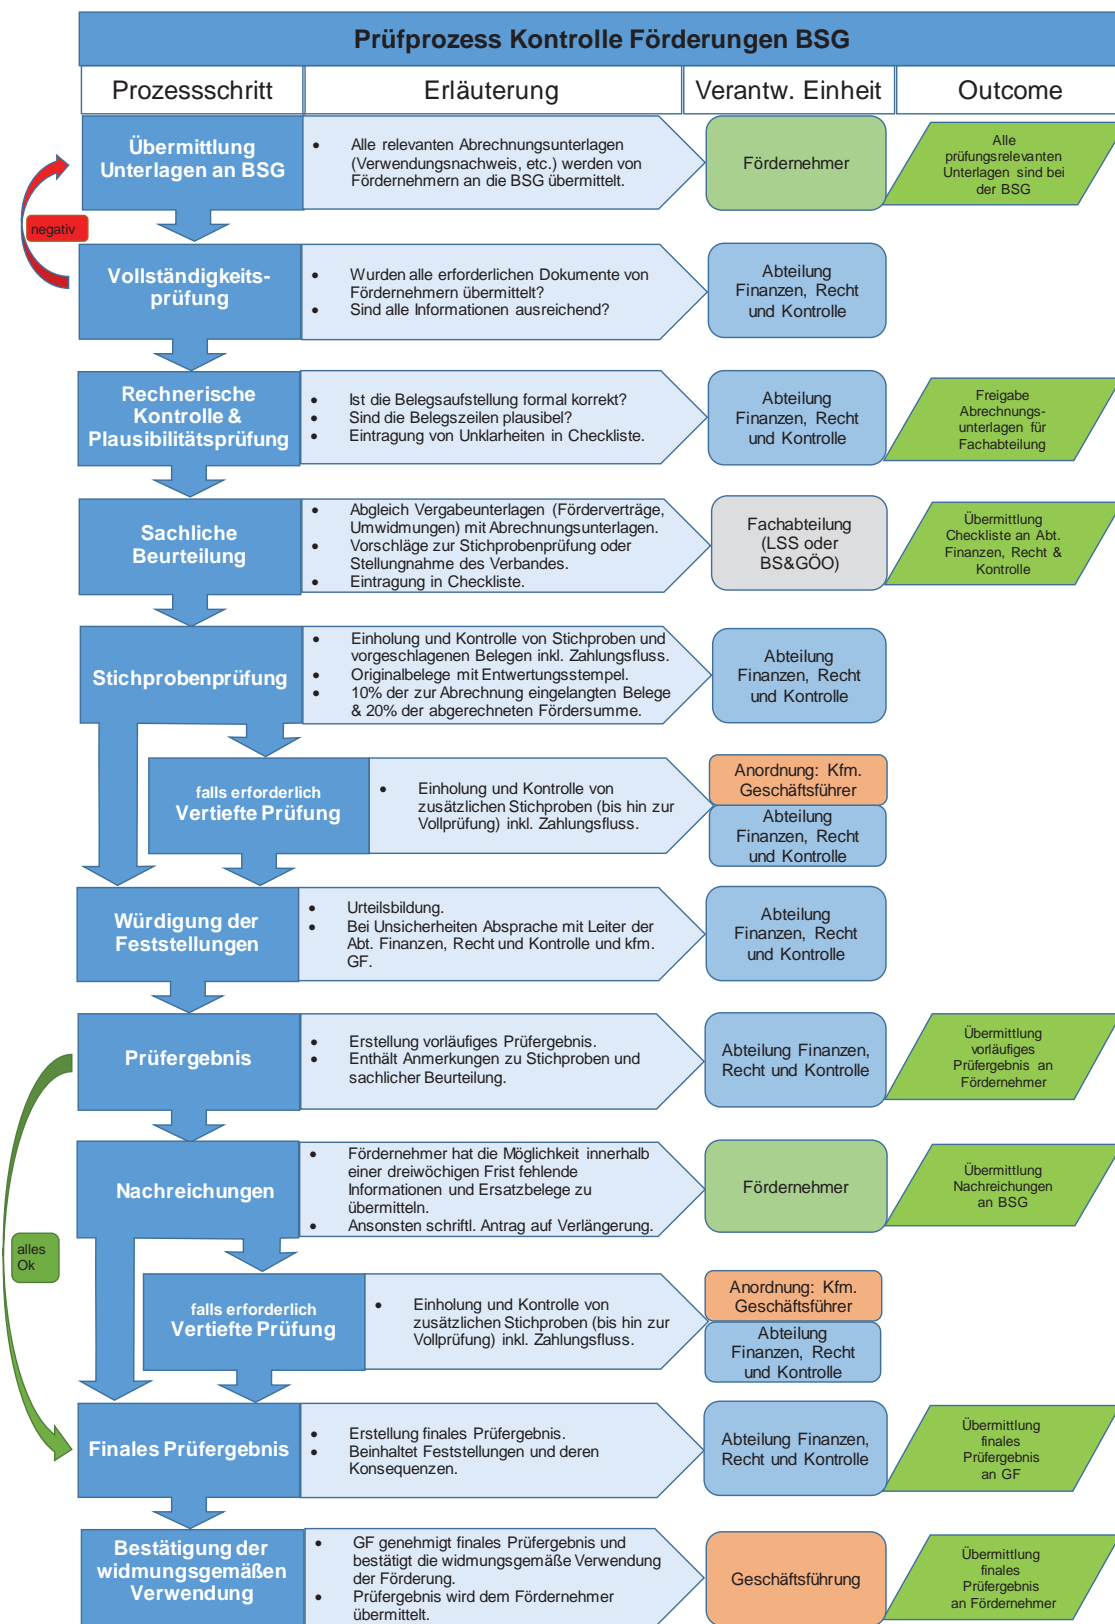 Prüfprozess Kontrolle Förderungen BSG
Prozessschritt
Erläuterung
Verantw. Einheit
Outcome
Übermittlung
Unterlagen an BSG
• Alle relevanten Abrechnungsunterlagen
(Verwendungsnachweis, etc.) werden von
Fördernehmern an die BSG übermittelt.
Fördernehmer
Alle
prüfungsrelevanten
Unterlagen sind bei
der BSG
negativ
Vollständigkeits-
prüfung
• Wurden alle erforderlichen Dokumente von
Fördernehmern übermittelt?
• Sind alle Informationen ausreichend?
Abteilung
Finanzen, Recht
und Kontrolle
Rechnerische
Kontrolle &
Plausibilitätsprüfung
• Ist die Belegsaufstellung formal korrekt?
• Sind die Belegszeilen plausibel?
• Eintragung von Unklarheiten in Checkliste.
Abteilung
Finanzen, Recht
und Kontrolle
Freigabe
Abrechnungs-
unterlagen für
Fachabteilung
Sachliche
Beurteilung
• Abgleich Vergabeunterlagen (Förderverträge,
Umwidmungen) mit Abrechnungsunterlagen.
• Vorschläge zur Stichprobenprüfung oder
Stellungnahme des Verbandes.
• Eintragung in Checkliste.
Fachabteilung
(LSS oder
BS&GÖO)
Übermittlung
Checkliste an Abt.
Finanzen, Recht &
Kontrolle
Stichprobenprüfung
• Einholung und Kontrolle von Stichproben und
vorgeschlagenen Belegen inkl. Zahlungsfluss.
• Originalbelege mit Entwertungsstempel.
• 10% der zur Abrechnung eingelangten Belege
& 20% der abgerechneten Fördersumme.
Abteilung
Finanzen, Recht
und Kontrolle
falls erforderlich
Vertiefte Prüfung
• Einholung und Kontrolle von
zusätzlichen Stichproben (bis hin zur
Vollprüfung) inkl. Zahlungsfluss.
Anordnung: Kfm.
Geschäftsführer
Abteilung
Finanzen, Recht
und Kontrolle
Würdigung der
Feststellungen
• Urteilsbildung.
• Bei Unsicherheiten Absprache mit Leiter der
Abt. Finanzen, Recht und Kontrolle und kfm.
GF.
Abteilung
Finanzen, Recht
und Kontrolle
Prüfergebnis
• Erstellung vorläufiges Prüfergebnis.
• Enthält Anmerkungen zu Stichproben und
sachlicher Beurteilung.
Abteilung Finanzen,
Recht und Kontrolle
Übermittlung
vorläufiges
Prüfergebnis an
Fördernehmer
Nachreichungen
• Fördernehmer hat die Möglichkeit innerhalb
einer dreiwöchigen Frist fehlende
Informationen und Ersatzbelege zu
übermitteln.
• Ansonsten schriftl. Antrag auf Verlängerung.
Fördernehmer
Übermittlung
Nachreichungen
an BSG
alles
Ok
falls erforderlich
Vertiefte Prüfung
• Einholung und Kontrolle von
zusätzlichen Stichproben (bis hin zur
Vollprüfung) inkl. Zahlungsfluss.
Anordnung: Kfm.
Geschäftsführer
Abteilung
Finanzen, Recht
und Kontrolle
Finales Prüfergebnis
• Erstellung finales Prüfergebnis.
• Beinhaltet Feststellungen und deren
Konsequenzen.
Abteilung Finanzen,
Recht und Kontrolle
Übermittlung
finales
Prüfergebnis
an GF
Bestätigung der
widmungsgemäßen
Verwendung
• GF genehmigt finales Prüfergebnis und
bestätigt die widmungsgemäße Verwendung
der Förderung.
• Prüfergebnis wird dem Fördernehmer
übermittelt.
Geschäftsführung
Übermittlung
finales
Prüfergebnis
an Fördernehmer